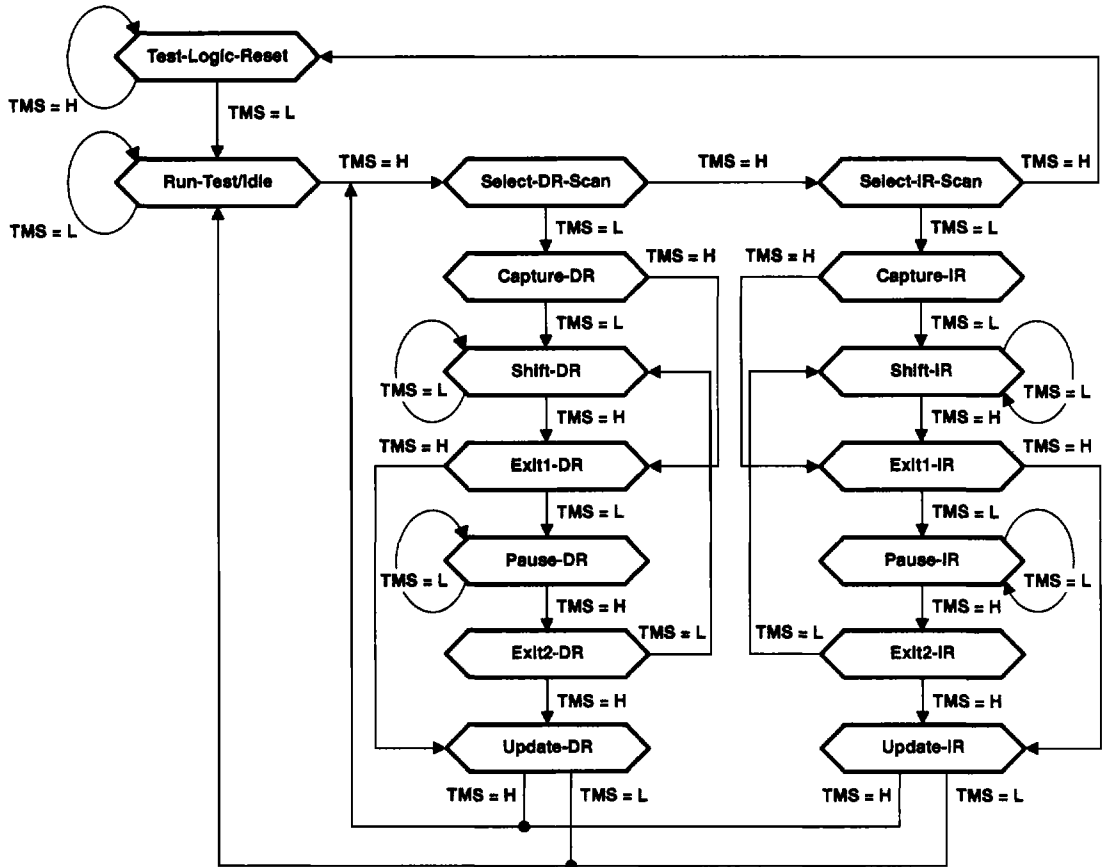 Test-Logic-Reset
TMS = H
TMS = L
Run-Test/Idle
TMS = L
TMS = H
Select-DR-Scan
TMS = H
Select-IR-Scan
TMS = H
TMS = L
TMS = L
Capture-DR
TMS = H
TMS = H
Capture-IR
TMS = L
TMS = L
Shift-DR
TMS = L
Shift-IR
TMS = L
TMS = H
TMS = H
TMS = H
Exit1-DR
Exit1-IR
TMS = H
TMS = L
TMS = L
Pause-DR
TMS = L
Pause-IR
TMS = L
TMS = H
TMS = H
Exit2-DR
TMS = L
TMS = L
Exit2-IR
TMS = H
TMS = H
Update-DR
Update-IR
TMS = H
TMS = L
TMS = H
TMS = L